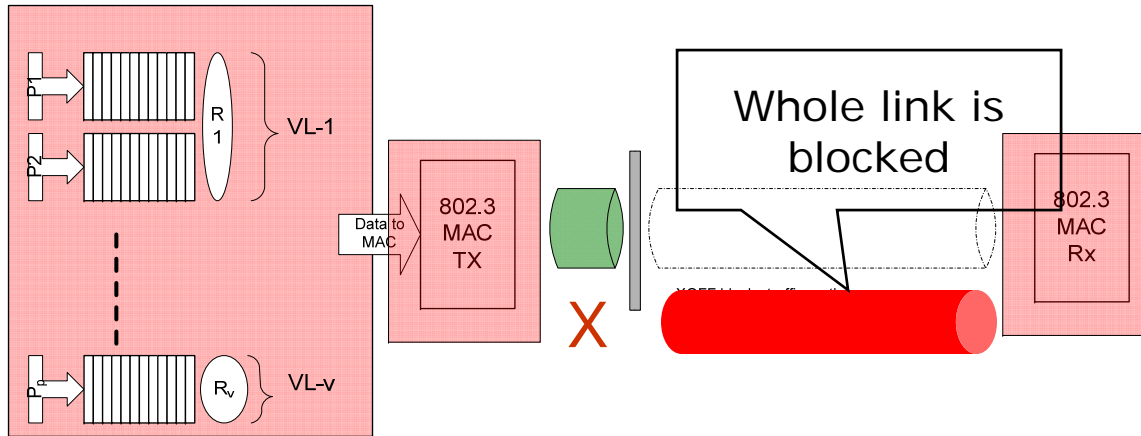 P1
R
1
VL-1
P2
Whole link is
blocked
802.3
MAC
TX
Data to
MAC
802.3
MAC
Rx
Pp
Rv
VL-v
X